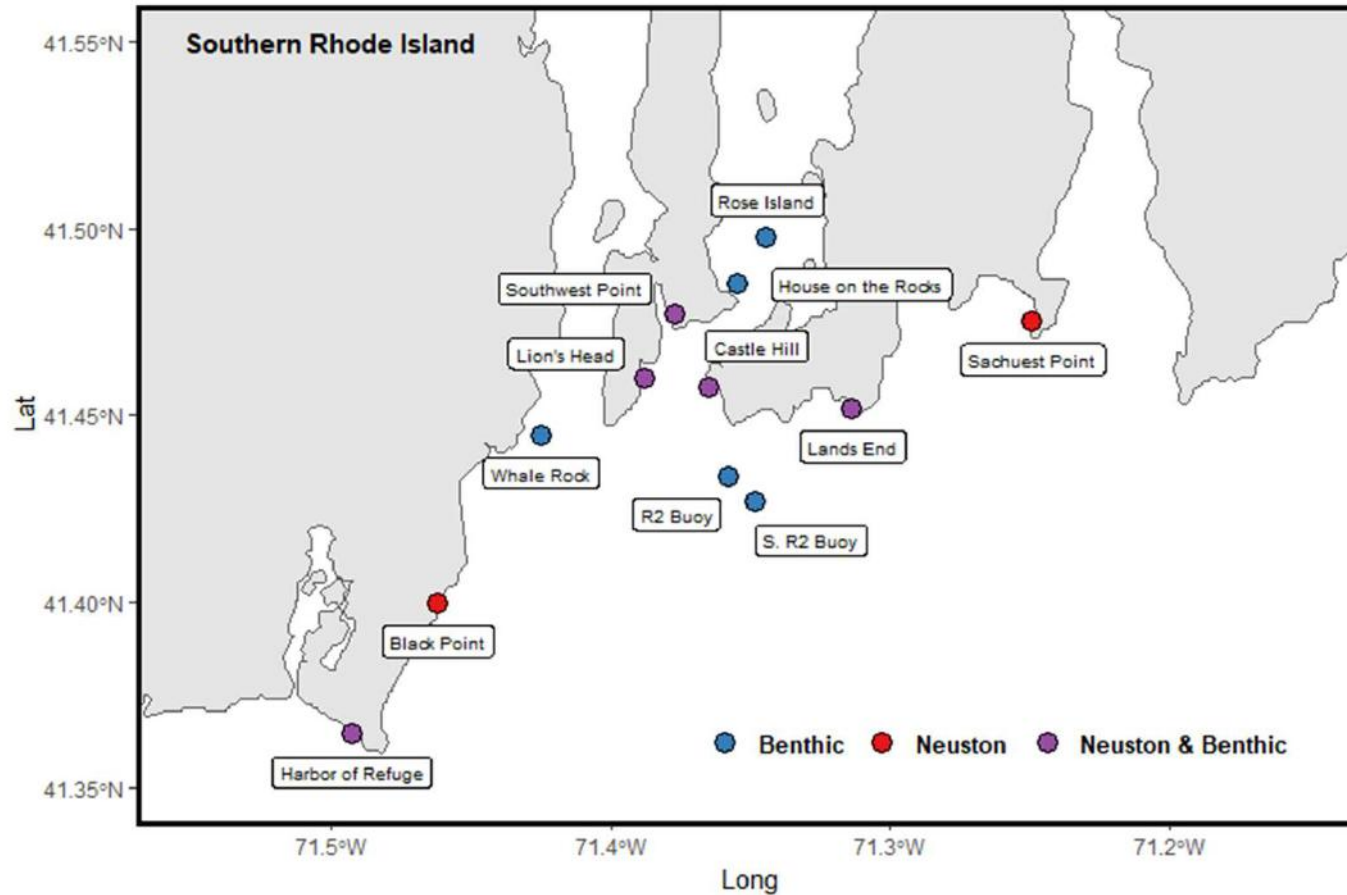 Southern Rhode Island
41.55°N
41.50°N
41.45°N
41.40°N
41.35°N
Lat
Rose Island
Southwest Point
House on the Rocks
Lion's Head
Castle Hill
Sachuest Point
Lands End
Whale Rock
R2 Buoy
S. R2 Buoy
Black Point
Harbor of Refuge
Benthic
Neuston
Neuston & Benthic
71.5°W
71.4°W
71.3°W
71.2°W
Long